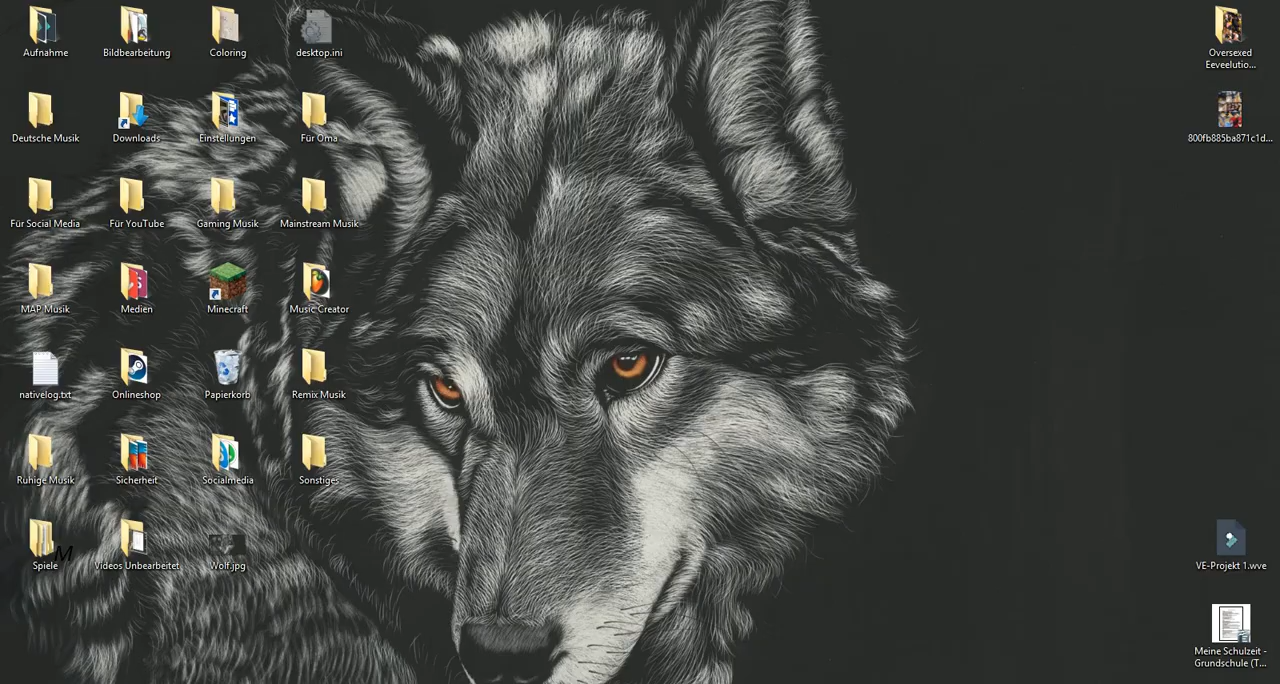 Aufnahme
Bildbearbeitung
Coloring
desktop.ini
Oversexed
Eeveelutio...
Deutsche Musik
Downloads
Einstellungen
Für Oma
800fb885ba871c1d...
Für Social Media
Für YouTube
Gaming Musik
Mainstream Musik
MAP Musik
Medien
Minecraft
Music Creator
nativelog.txt
Onlineshop
Papierkorb
Remix Musik
Ruhige Musik
Sicherheit
Socialmedia
Sonstiges
M
Spiele
Videos Unbearbeitet
Wolf.jpg
VE-Projekt 1.wve
Meine Schulzeit -
Grundschule (T...